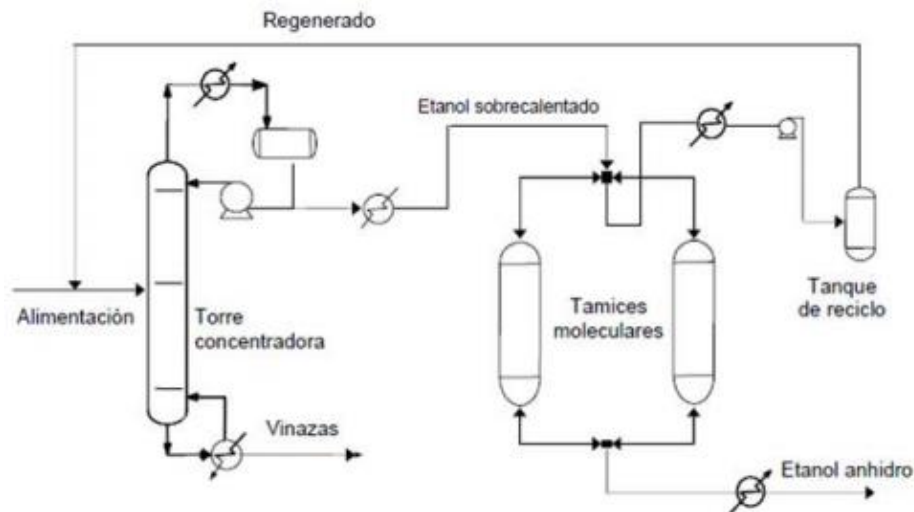 Regenerado
Etanol sobrecalentado
Alimentación
Torre
concentradora
Tamices
moleculares
Tanque
de reciclo
Vinazas
Etanol anhidro